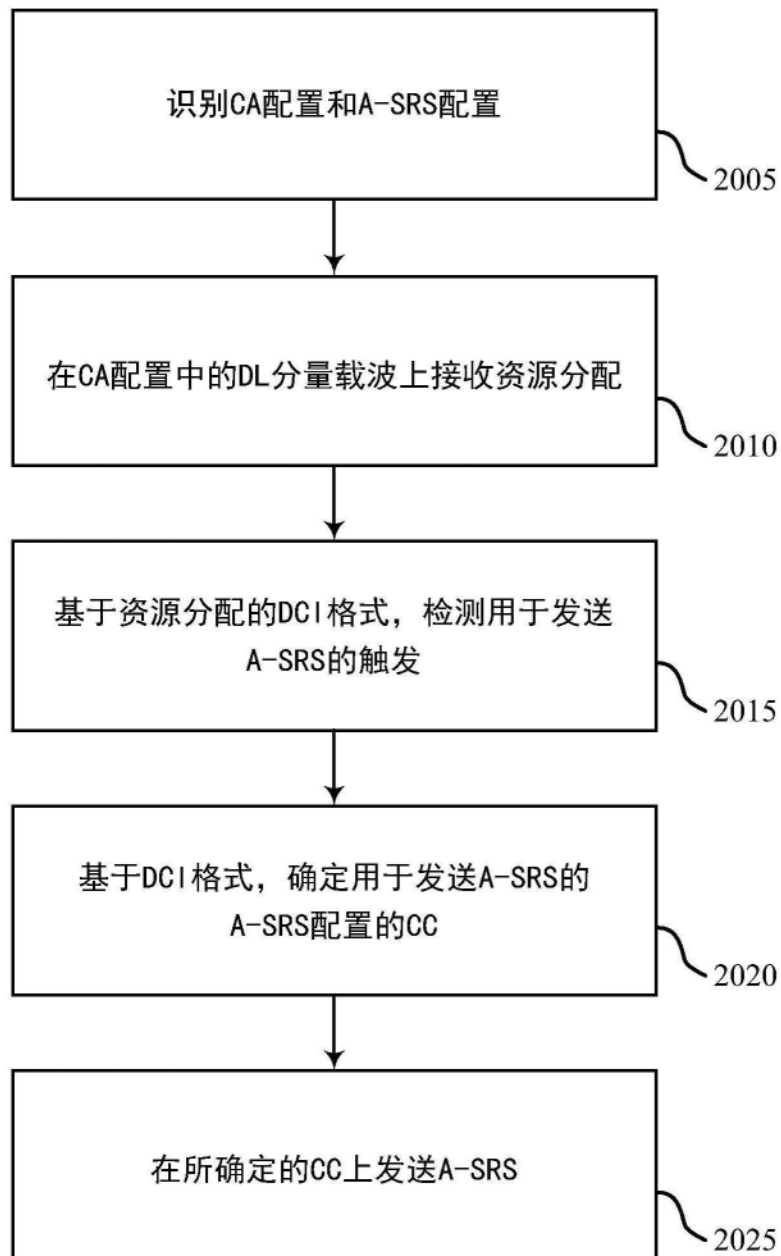 识别CA配置和A-SRS配置
2005
在CA配置中的DL分量载波上接收资源分配
2010
基于资源分配的DCI格式，检测用于发送
A-SRS的触发
2015
基于DCI格式，确定用于发送A-SRS的
A-SRS配置的CC
2020
在所确定的CC上发送A-SRS
2025